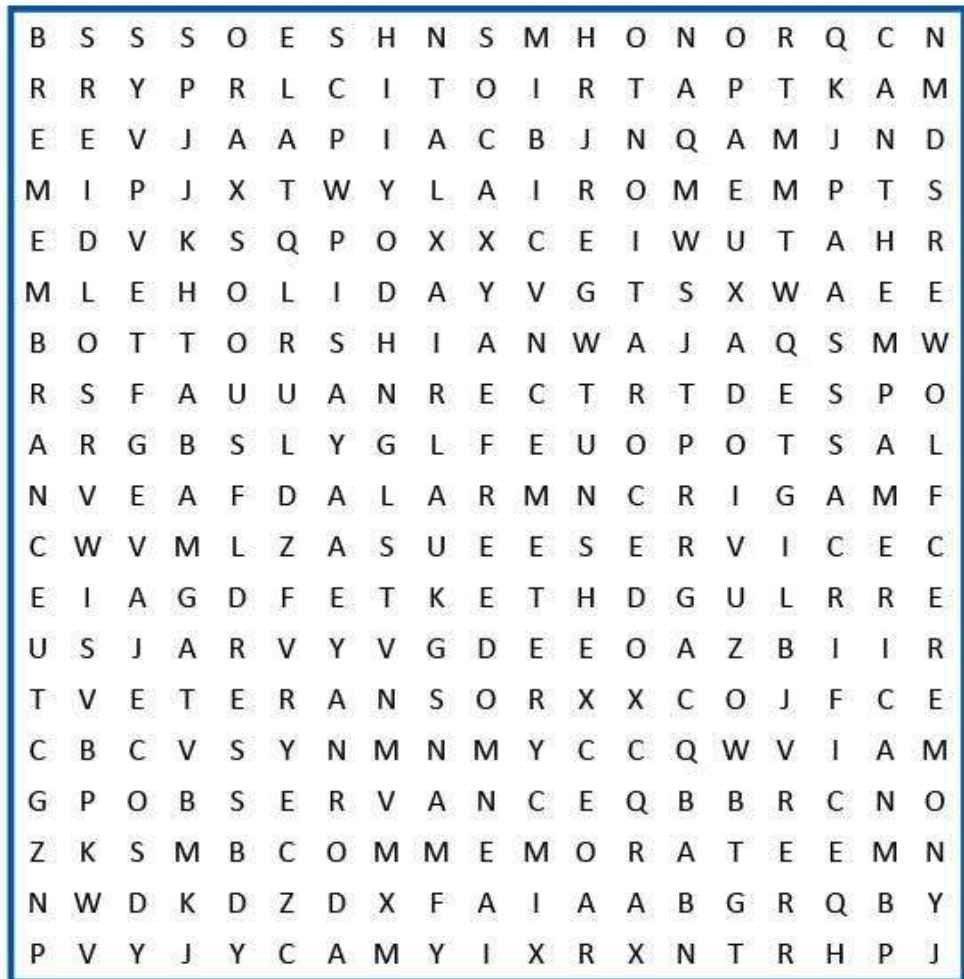 B S S S O E S H N S M H O N O R Q C N
R R Y P R L C I T O I R T A P T K A M
E E V J A A P I A C B J N Q A M J N D
M I P J X T W Y L A I R O M E M P T S
E D V K S Q P O X X C E I W U T A H R
M L E H O L I D A Y V G T S X W A E E
B O T T O R S H I A N W A J A Q S M W
R S F A U U A N R E C T R T D E S P O
A R G B S L Y G L F E U O P O T S A L
N V E A F D A L A R M N C R I G A M F
C W V M L Z A S U E E S E R V I C E C
E I A G D F E T K E T H D G U L R R E
U S J A R V Y V G D E E O A Z B I I R
T V E T E R A N S O R X X C O J F C E
C B C V S Y N M N M Y C C Q W V I A M
G P O B S E R V A N C E Q B B R C N O
Z K S M B C O M M E M O R A T E E M N
N W D K D Z D X F A I A A B G R Q B Y
P V Y J Y C A M Y I X R X N T R H P J